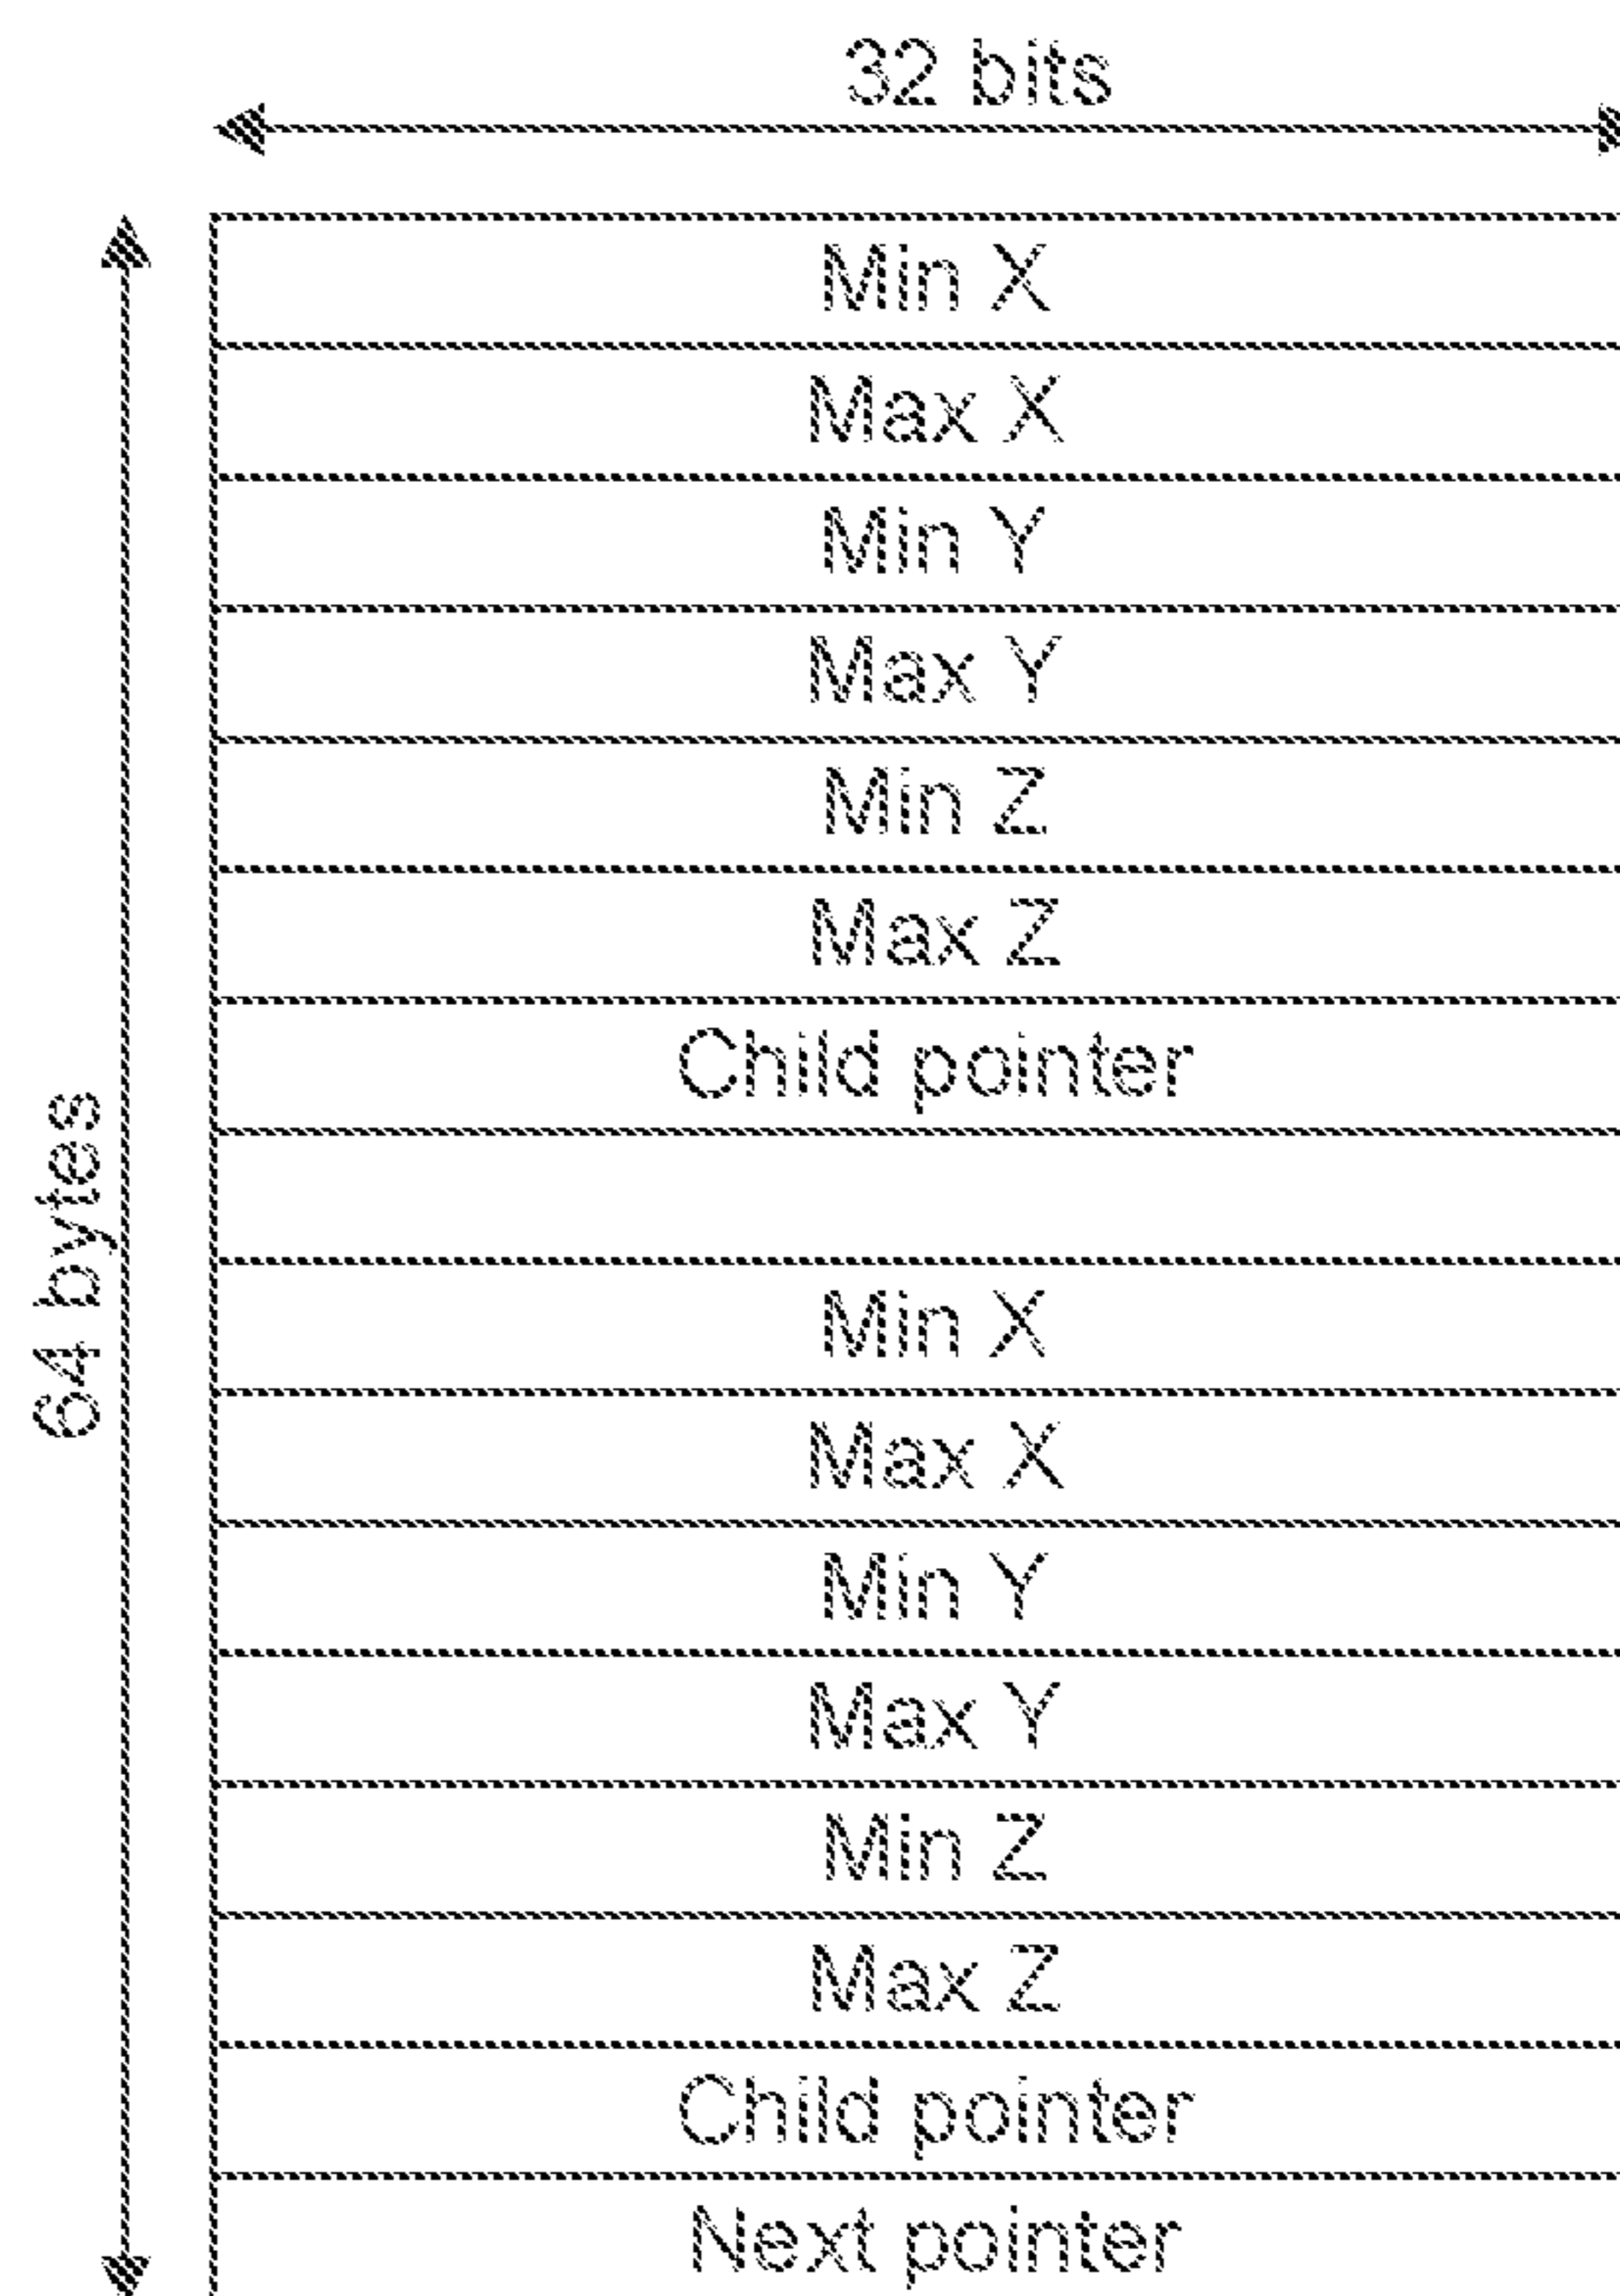 32 bits
Min X
Max X
Min Y
Max Y
Min Z
Max Z
Child pointer
64 bytes
Min X
Max X
Min Y
Max Y
Min Z
Max Z
Child pointer
Next pointer